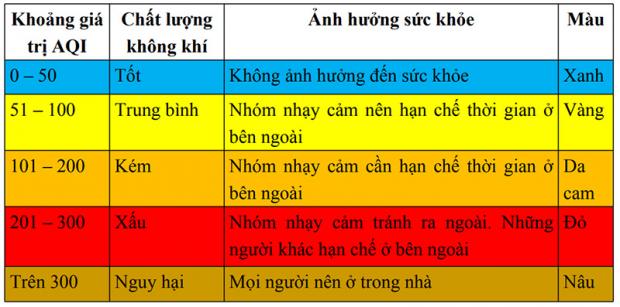 Khoảng giá trị AQI | Chất lượng không khí | Ảnh hưởng sức khỏe | Màu
0 – 50 | Tốt | Không ảnh hưởng đến sức khỏe | Xanh
51 – 100 | Trung bình | Nhóm nhạy cảm nên hạn chế thời gian ở bên ngoài | Vàng
101 – 200 | Kém | Nhóm nhạy cảm cần hạn chế thời gian ở bên ngoài | Da cam
201 – 300 | Xấu | Nhóm nhạy cảm tránh ra ngoài. Những người khác hạn chế ở bên ngoài | Đỏ
Trên 300 | Nguy hại | Mọi người nên ở trong nhà | Nâu